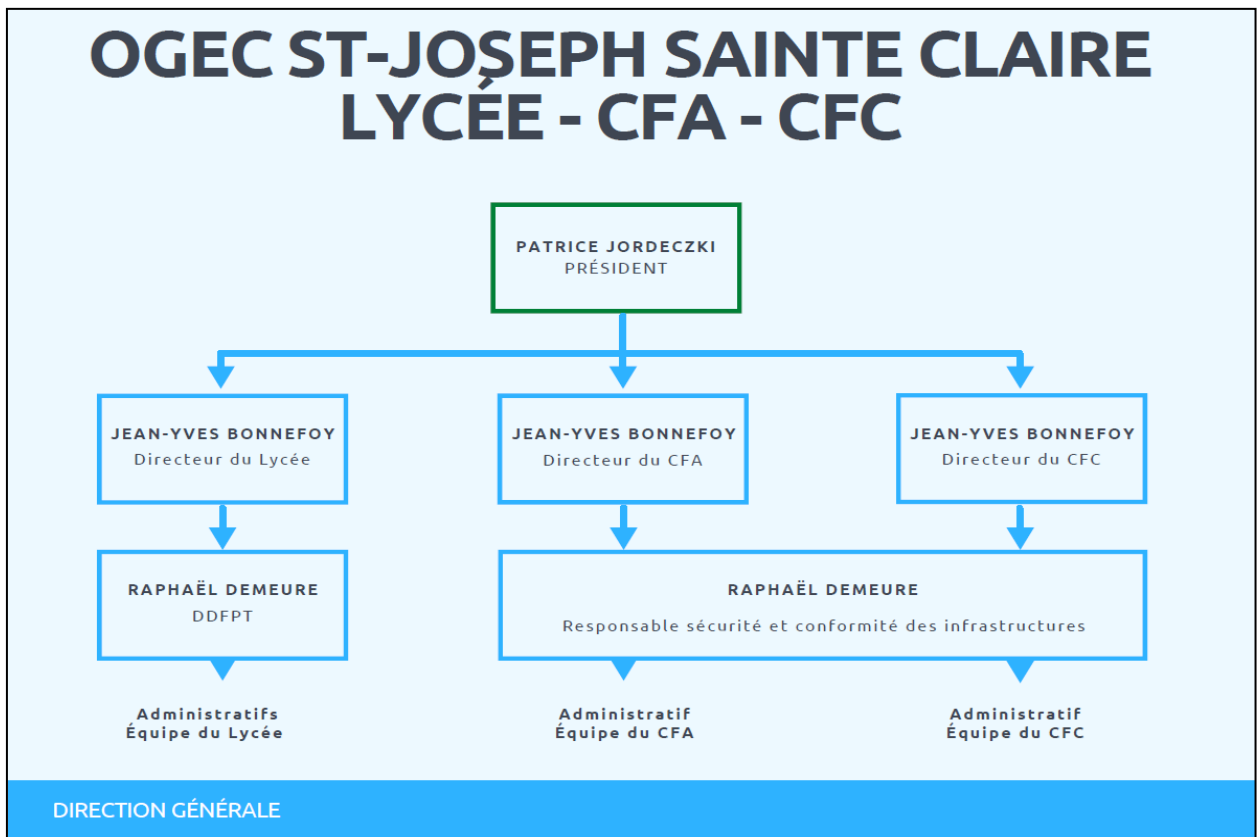 OGEC ST-JOSEPH SAINTE CLAIRE
LYCÉE - CFA - CFC
PATRICE JORDECZKI
PRÉSIDENT
JEAN-YVES BONNEFOY
Directeur du Lycée
JEAN-YVES BONNEFOY
Directeur du CFA
JEAN-YVES BONNEFOY
Directeur du CFC
RAPHAËL DEMEURE
DDFPT
RAPHAËL DEMEURE
Responsable sécurité et conformité des infrastructures
Administratifs
Équipe du Lycée
Administratif
Équipe du CFA
Administratif
Équipe du CFC
DIRECTION GÉNÉRALE